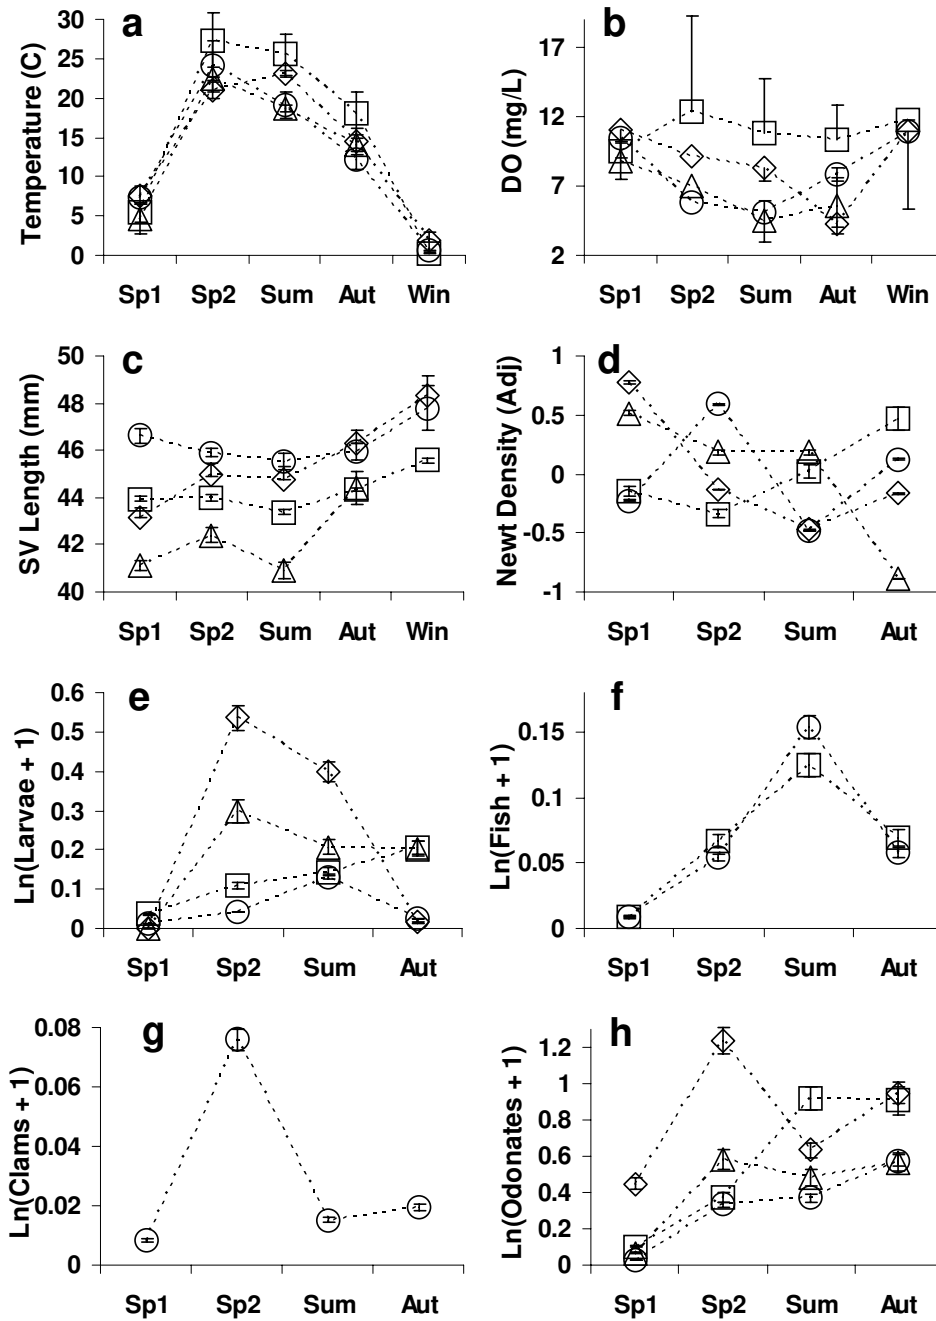 a
30
25
20
15
10
5
0
Temperature (C)
Sp1 Sp2 Sum Aut Win
b
17
12
7
2
DO (mg/L)
Sp1 Sp2 Sum Aut Win
c
50
48
46
44
42
40
SV Length (mm)
Sp1 Sp2 Sum Aut Win
d
1
0.5
0
-0.5
-1
Newt Density (Adj)
Sp1 Sp2 Sum Aut
e
0.6
0.5
0.4
0.3
0.2
0.1
0
Ln(Larvae + 1)
Sp1 Sp2 Sum Aut
f
0.15
0.1
0.05
0
Ln(Fish + 1)
Sp1 Sp2 Sum Aut
g
0.08
0.06
0.04
0.02
0
Ln(Clams + 1)
Sp1 Sp2 Sum Aut
h
1.2
1
0.8
0.6
0.4
0.2
0
Ln(Odonates + 1)
Sp1 Sp2 Sum Aut